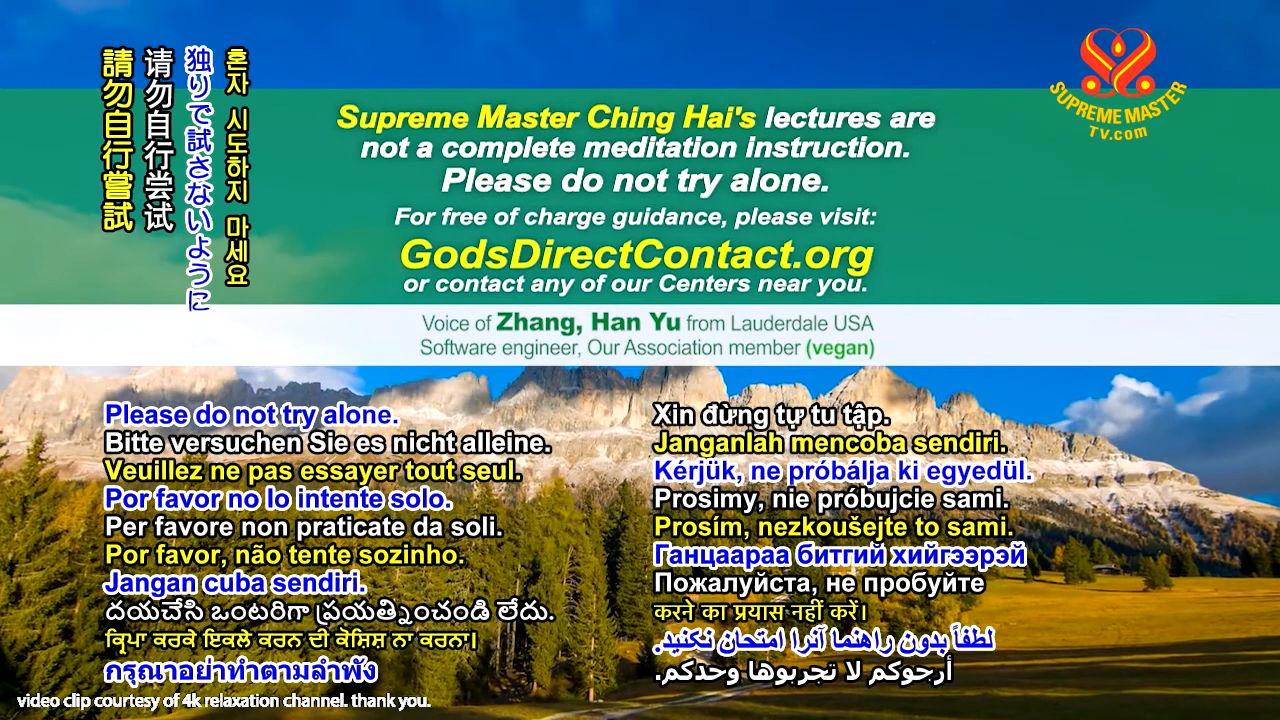 請勿自行嘗試
请勿自行尝试
独りで試さないように
혼자 시도하지 마세요
Supreme Master Ching Hai's lectures are
not a complete meditation instruction.
Please do not try alone.
For free of charge guidance, please visit:
GodsDirectContact.org
or contact any of our Centers near you.
SUPREME MASTER
TV.com
Voice of Zhang, Han Yu from Lauderdale USA
Software engineer, Our Association member (vegan)
Please do not try alone.
Bitte versuchen Sie es nicht alleine.
Veuillez ne pas essayer tout seul.
Por favor no lo intente solo.
Per favore non praticate da soli.
Por favor, não tente sozinho.
Jangan cuba sendiri.
దయచేసి ఒంటరిగా ప్రయత్నించండి లేదు.
ਕ੍ਰਿਪਾ ਕਰਕੇ ਇਕਲੇ ਕਰਨ ਦੀ ਕੋਸ਼ਿਸ਼ ਨਾ ਕਰਨਾ।
กรุณาอย่าทำตามลำพัง
Xin đừng tự tu tập.
Janganlah mencoba sendiri.
Kérjük, ne próbálja ki egyedül.
Prosimy, nie próbujcie sami.
Prosím, nezkoušejte to sami.
Ганцаараа битгий хийгээрэй
Пожалуйста, не пробуйте
करने का प्रयास नहीं करें।
لطفاً بدون راهنما آنرا امتحان نکنید.
أرجوكم لا تجربوها وحدكم.
video clip courtesy of 4k relaxation channel. thank you.